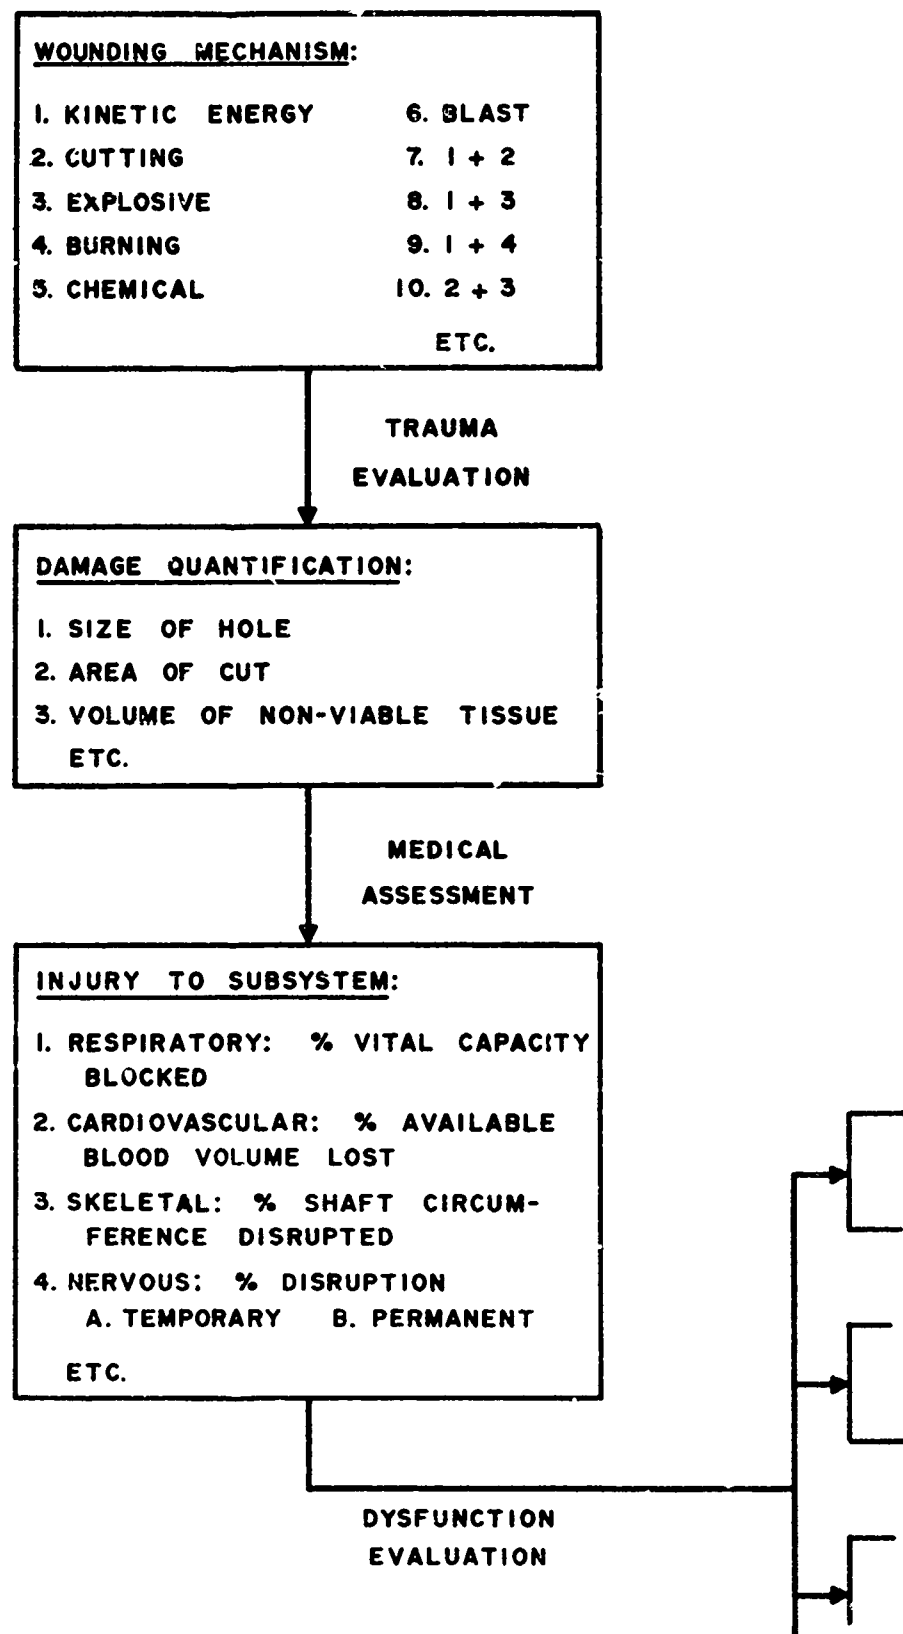 WOUNDING MECHANISM:
1. KINETIC ENERGY 6. BLAST
2. CUTTING 7. 1 + 2
3. EXPLOSIVE 8. 1 + 3
4. BURNING 9. 1 + 4
5. CHEMICAL 10. 2 + 3
ETC.
TRAUMA
EVALUATION
DAMAGE QUANTIFICATION:
1. SIZE OF HOLE
2. AREA OF CUT
3. VOLUME OF NON-VIABLE TISSUE
ETC.
MEDICAL
ASSESSMENT
INJURY TO SUBSYSTEM:
1. RESPIRATORY: % VITAL CAPACITY
BLOCKED
2. CARDIOVASCULAR: % AVAILABLE
BLOOD VOLUME LOST
3. SKELETAL: % SHAFT CIRCUM-
FERENCE DISRUPTED
4. NERVOUS: % DISRUPTION
A. TEMPORARY B. PERMANENT
ETC.
DYSFUNCTION
EVALUATION